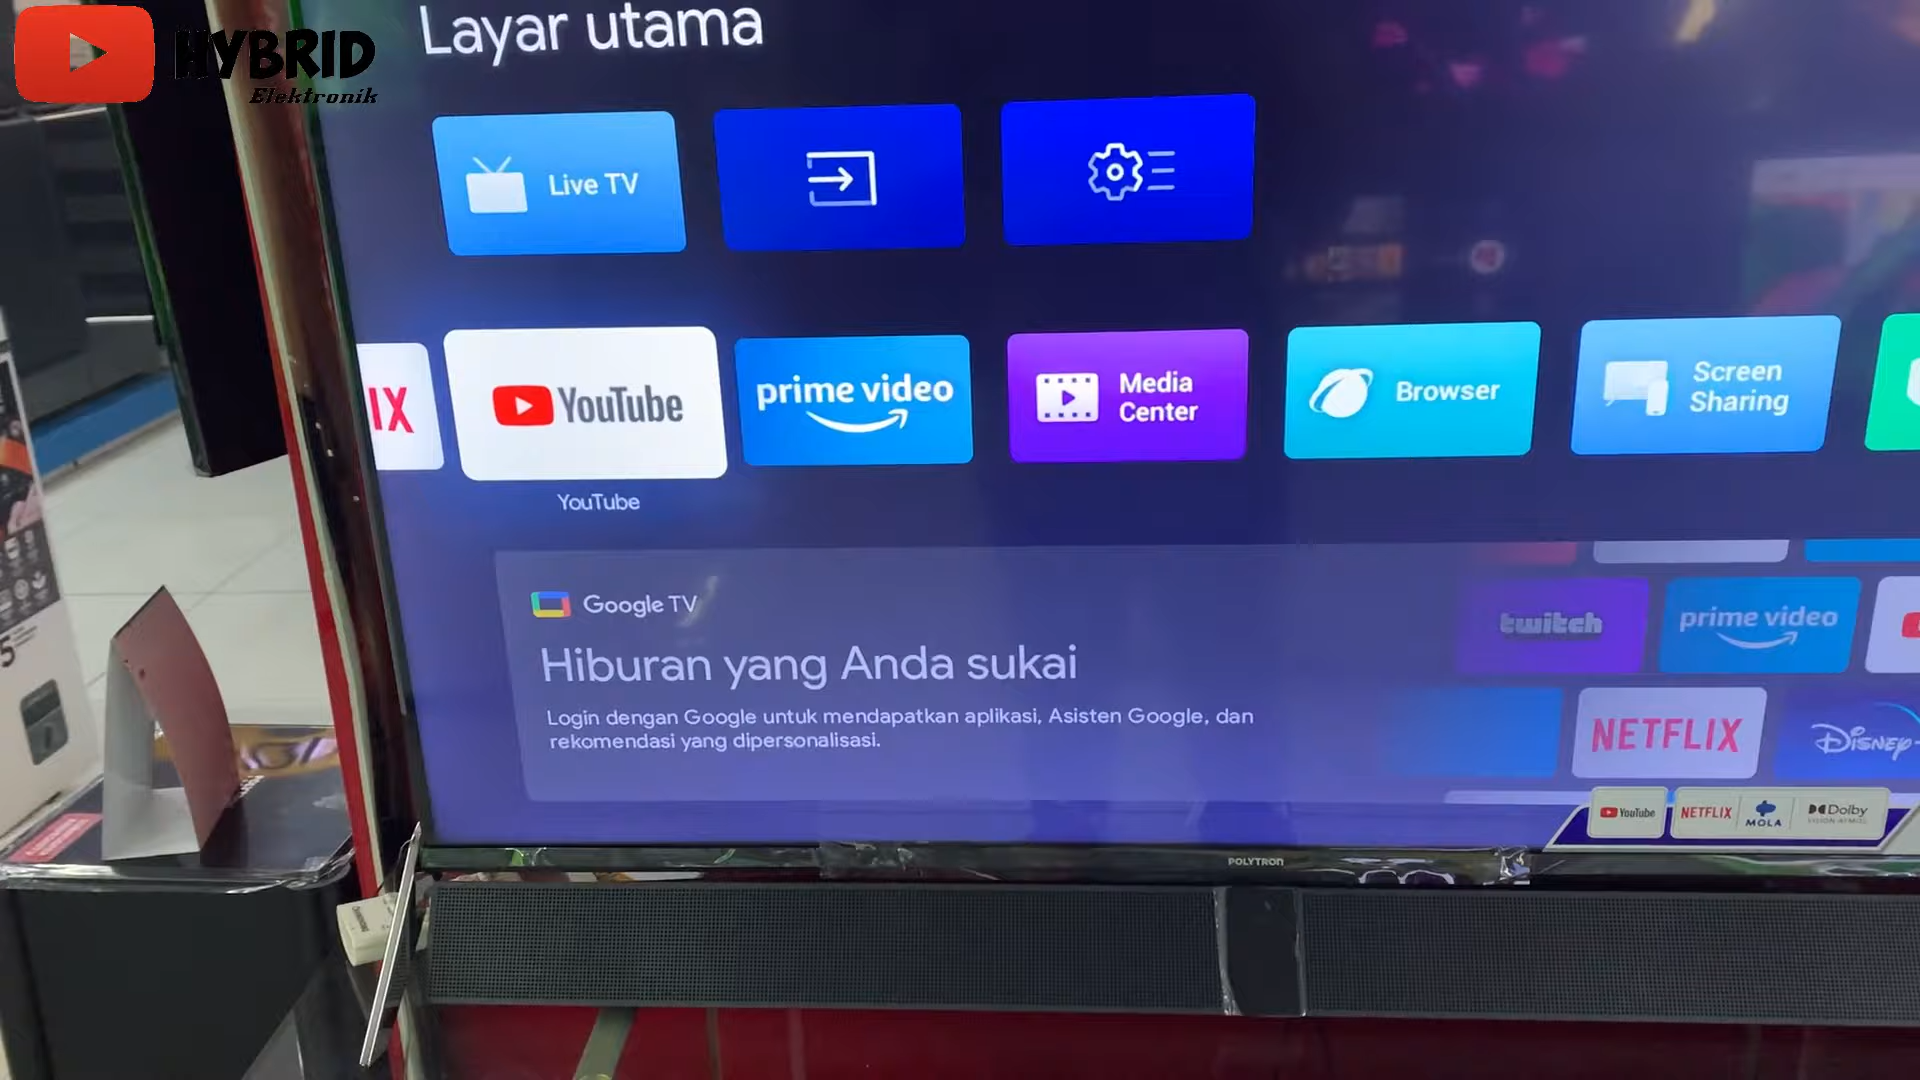 HYBRID
Elektronik
Layar utama
Live TV
IX
YouTube
prime video
Media
Center
Browser
Screen
Sharing
YouTube
Google TV
Hiburan yang Anda sukai
Login dengan Google untuk mendapatkan aplikasi, Asisten Google, dan
rekomendasi yang dipersonalisasi.
twitch
prime video
NETFLIX
Disney
YouTube
NETFLIX
MOLA
Dolby
POLYTRON
5